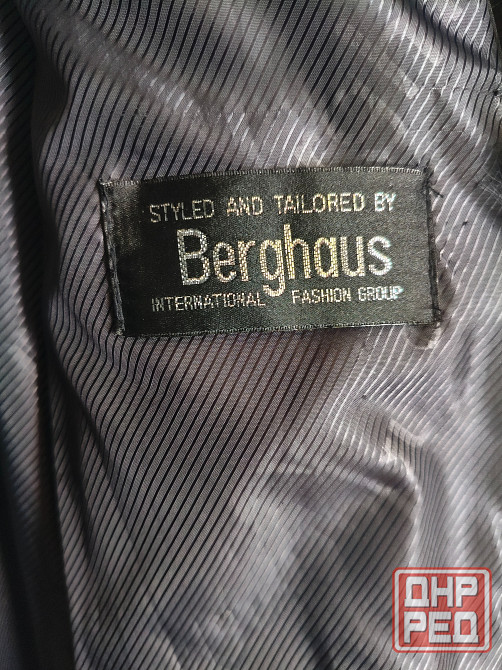 STYLED AND TAILORED BY
Berghaus
INTERNATIONAL FASHION GROUP
ДНР
РЕД